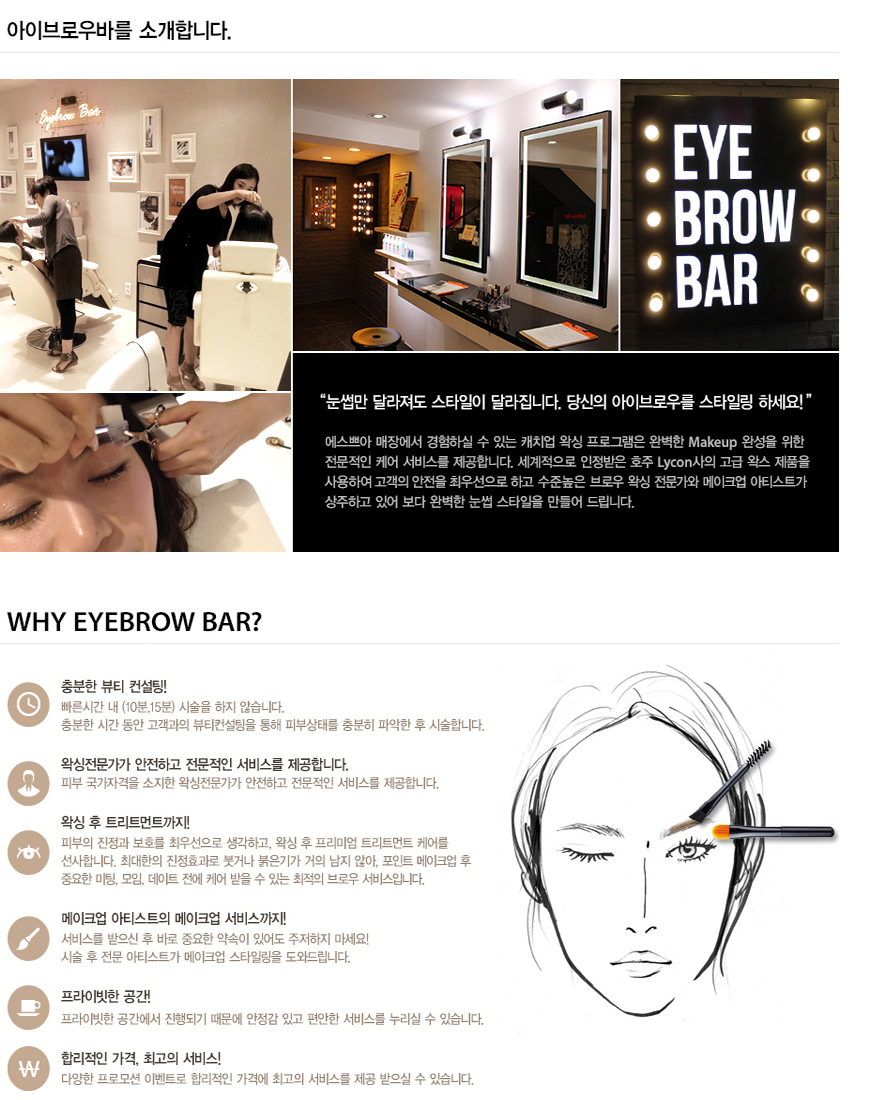 아이브로우바를 소개합니다.
Eyebrow Bar
EYE
BROW
BAR
“눈썹만 달라져도 스타일이 달라집니다. 당신의 아이브로우를 스타일링 하세요!”
에스쁘아 매장에서 경험하실 수 있는 캐치업 왁싱 프로그램은 완벽한 Makeup 완성을 위한
전문적인 케어 서비스를 제공합니다. 세계적으로 인정받은 호주 Lycon사의 고급 왁스 제품을
사용하여 고객의 안전을 최우선으로 하고 수준높은 브로우 왁싱 전문가와 메이크업 아티스트가
상주하고 있어 보다 완벽한 눈썹 스타일을 만들어 드립니다.
WHY EYEBROW BAR?
충분한 뷰티 컨설팅!
빠른시간 내 (10분,15분) 시술을 하지 않습니다.
충분한 시간 동안 고객과의 뷰티컨설팅을 통해 피부상태를 충분히 파악한 후 시술합니다.
왁싱전문가가 안전하고 전문적인 서비스를 제공합니다.
피부 국가자격을 소지한 왁싱전문가가 안전하고 전문적인 서비스를 제공합니다.
왁싱 후 트리트먼트까지!
피부의 진정과 보호를 최우선으로 생각하고, 왁싱 후 프리미엄 트리트먼트 케어를
선사합니다. 최대한의 진정효과로 붓거나 붉은기가 거의 남지 않아, 포인트 메이크업 후
중요한 미팅, 모임, 데이트 전에 케어 받을 수 있는 최적의 브로우 서비스입니다.
메이크업 아티스트의 메이크업 서비스까지!
서비스를 받으신 후 바로 중요한 약속이 있어도 주저하지 마세요!
시술 후 전문 아티스트가 메이크업 스타일링을 도와드립니다.
프라이빗한 공간!
프라이빗한 공간에서 진행되기 때문에 안정감 있고 편안한 서비스를 누리실 수 있습니다.
합리적인 가격, 최고의 서비스!
다양한 프로모션 이벤트로 합리적인 가격에 최고의 서비스를 제공 받으실 수 있습니다.